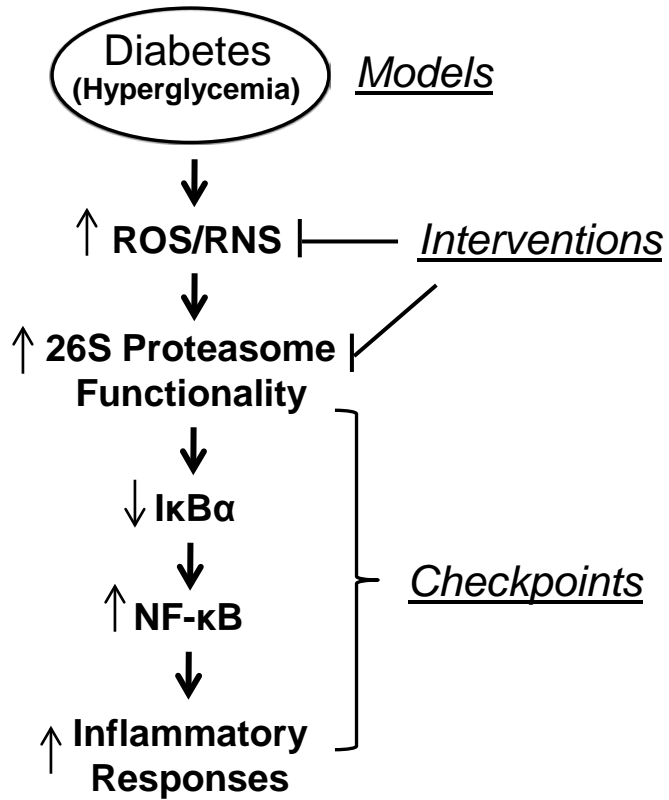 Diabetes
(Hyperglycemia)
Models
↑ ROS/RNS
Interventions
↑ 26S Proteasome
Functionality
↓ IκBα
Checkpoints
↑ NF-κB
↑ Inflammatory
Responses